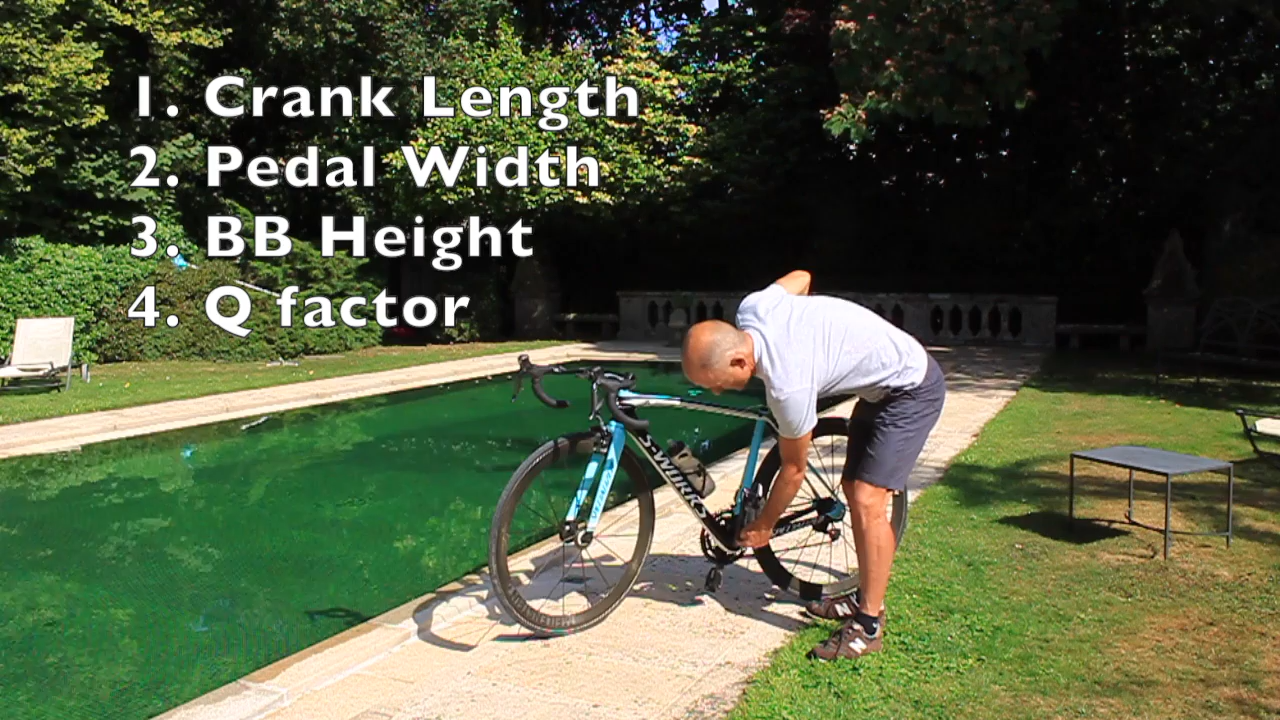 1. Crank Length
2. Pedal Width
3. BB Height
4. Q factor
S-WORKS